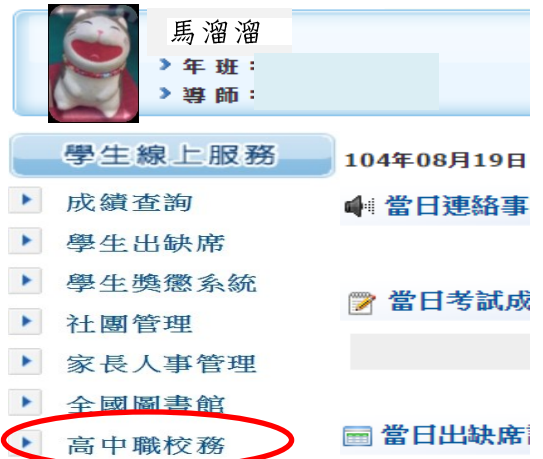 馬溜溜
年 班：
導 師：
學生線上服務
104年08月19日
成績查詢
當日連絡事
學生出缺席
學生獎懲系統
當日考試成
社團管理
家長人事管理
全國圖書館
當日出缺席
高中職校務